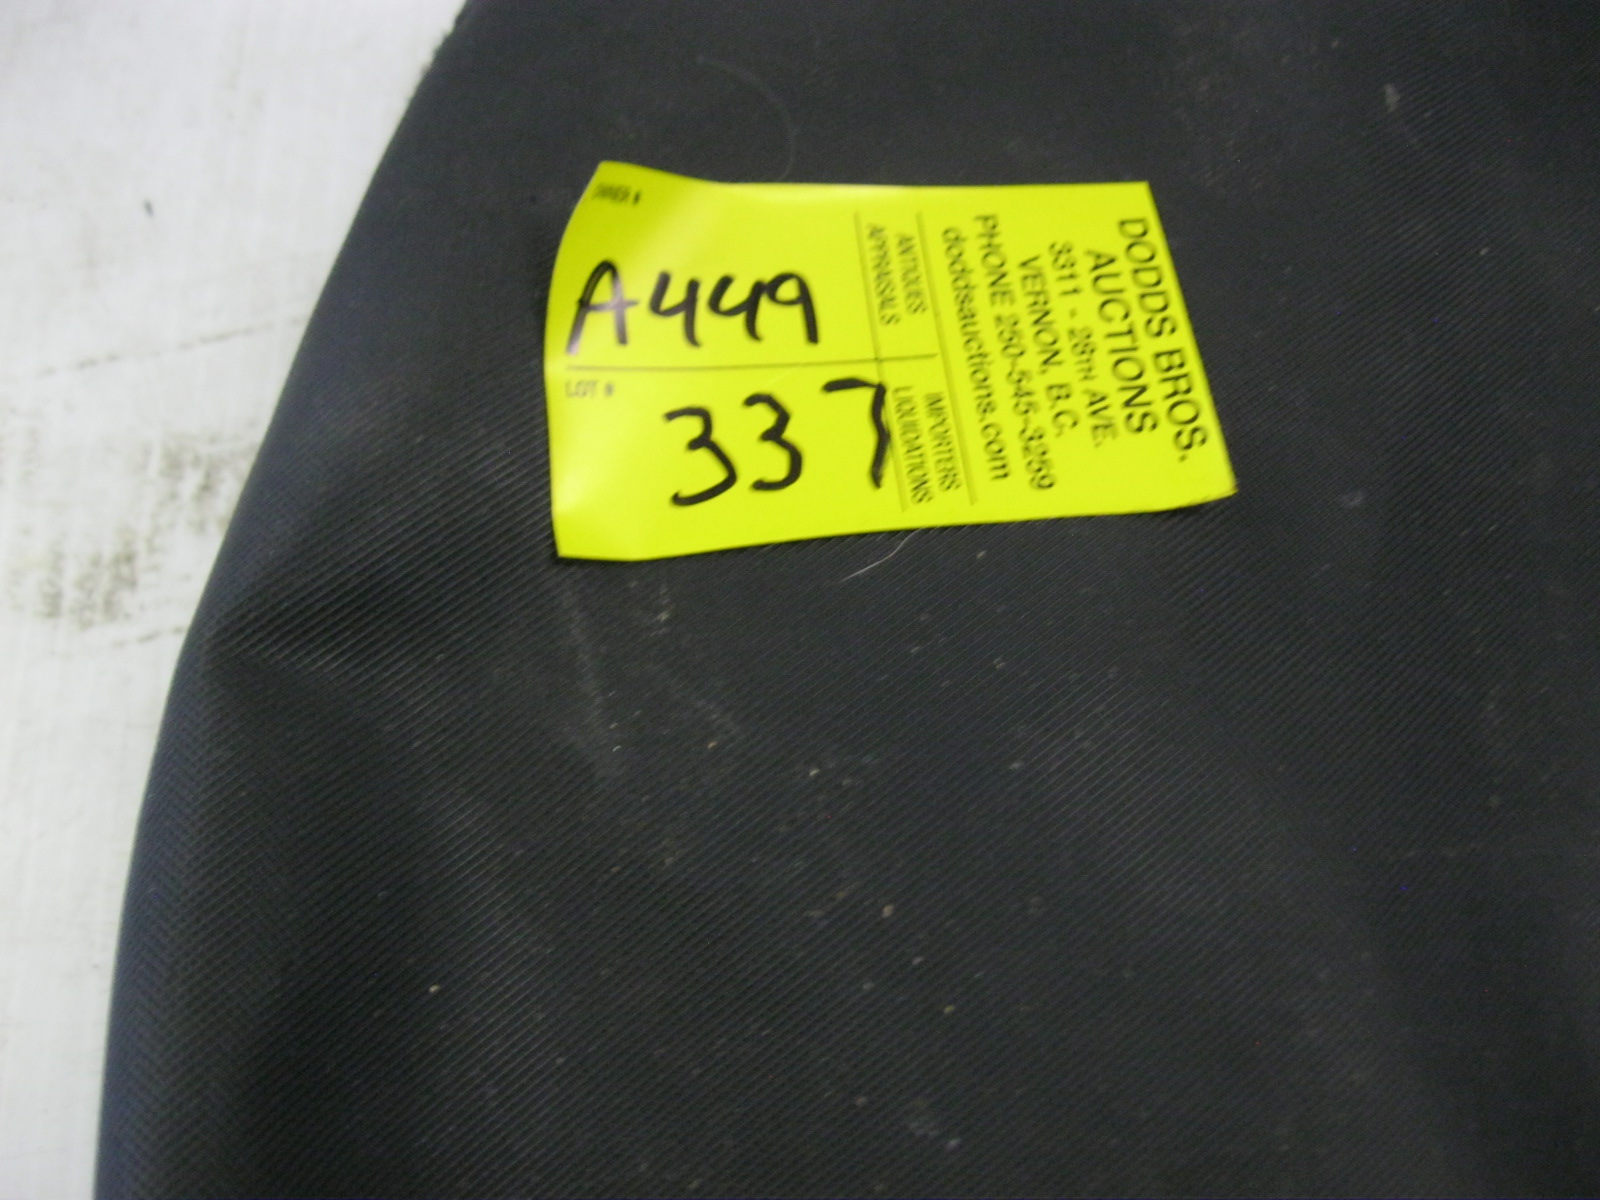 OWNER #
A449
LOT #
337
ANTIQUES
APPRAISALS
IMPORTERS
LIQUIDATIONS
DODDS BROS.
AUCTIONS
3311 - 28TH AVE.
VERNON, B.C.
PHONE 250-545-3259
doddsauctions.com